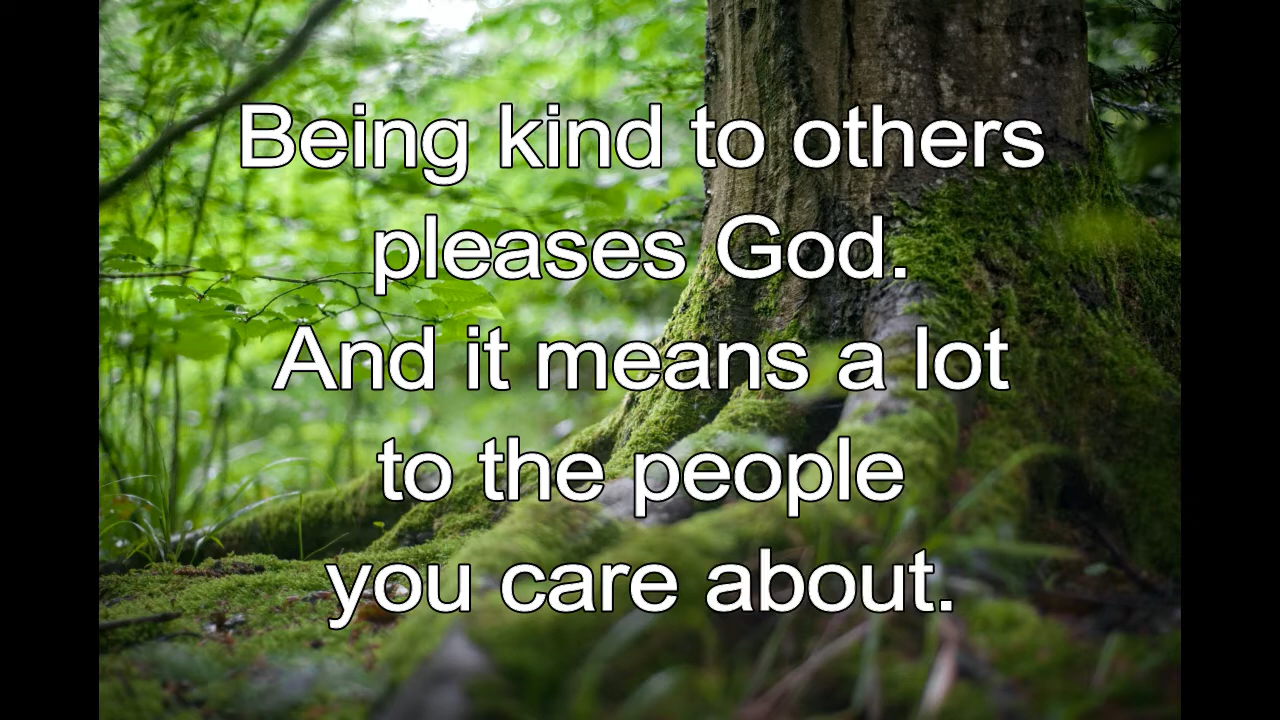 Being kind to others
pleases God.
And it means a lot
to the people
you care about.